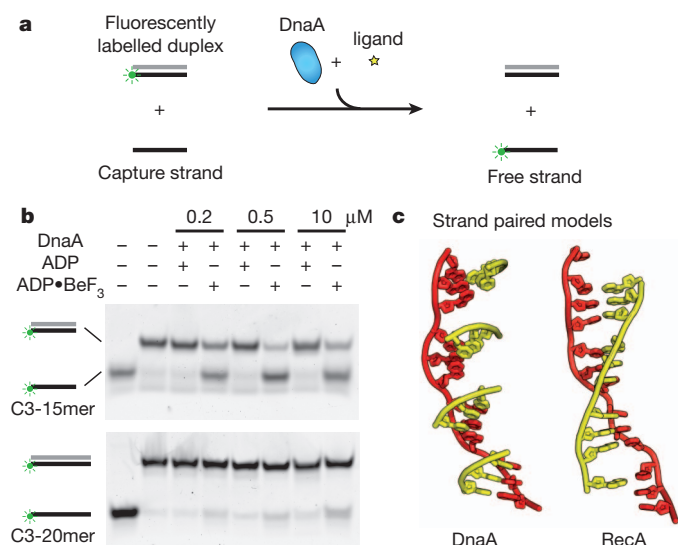 a
Fluorescently
labelled duplex
DnaA
ligand
+
+
+
Capture strand
Free strand
b
0.2 0.5 10 μM
DnaA – – + + + + + +
ADP – – + – + – + –
ADP•BeF3 – – – + – + – +
C3-15mer
C3-20mer
c Strand paired models
DnaA RecA